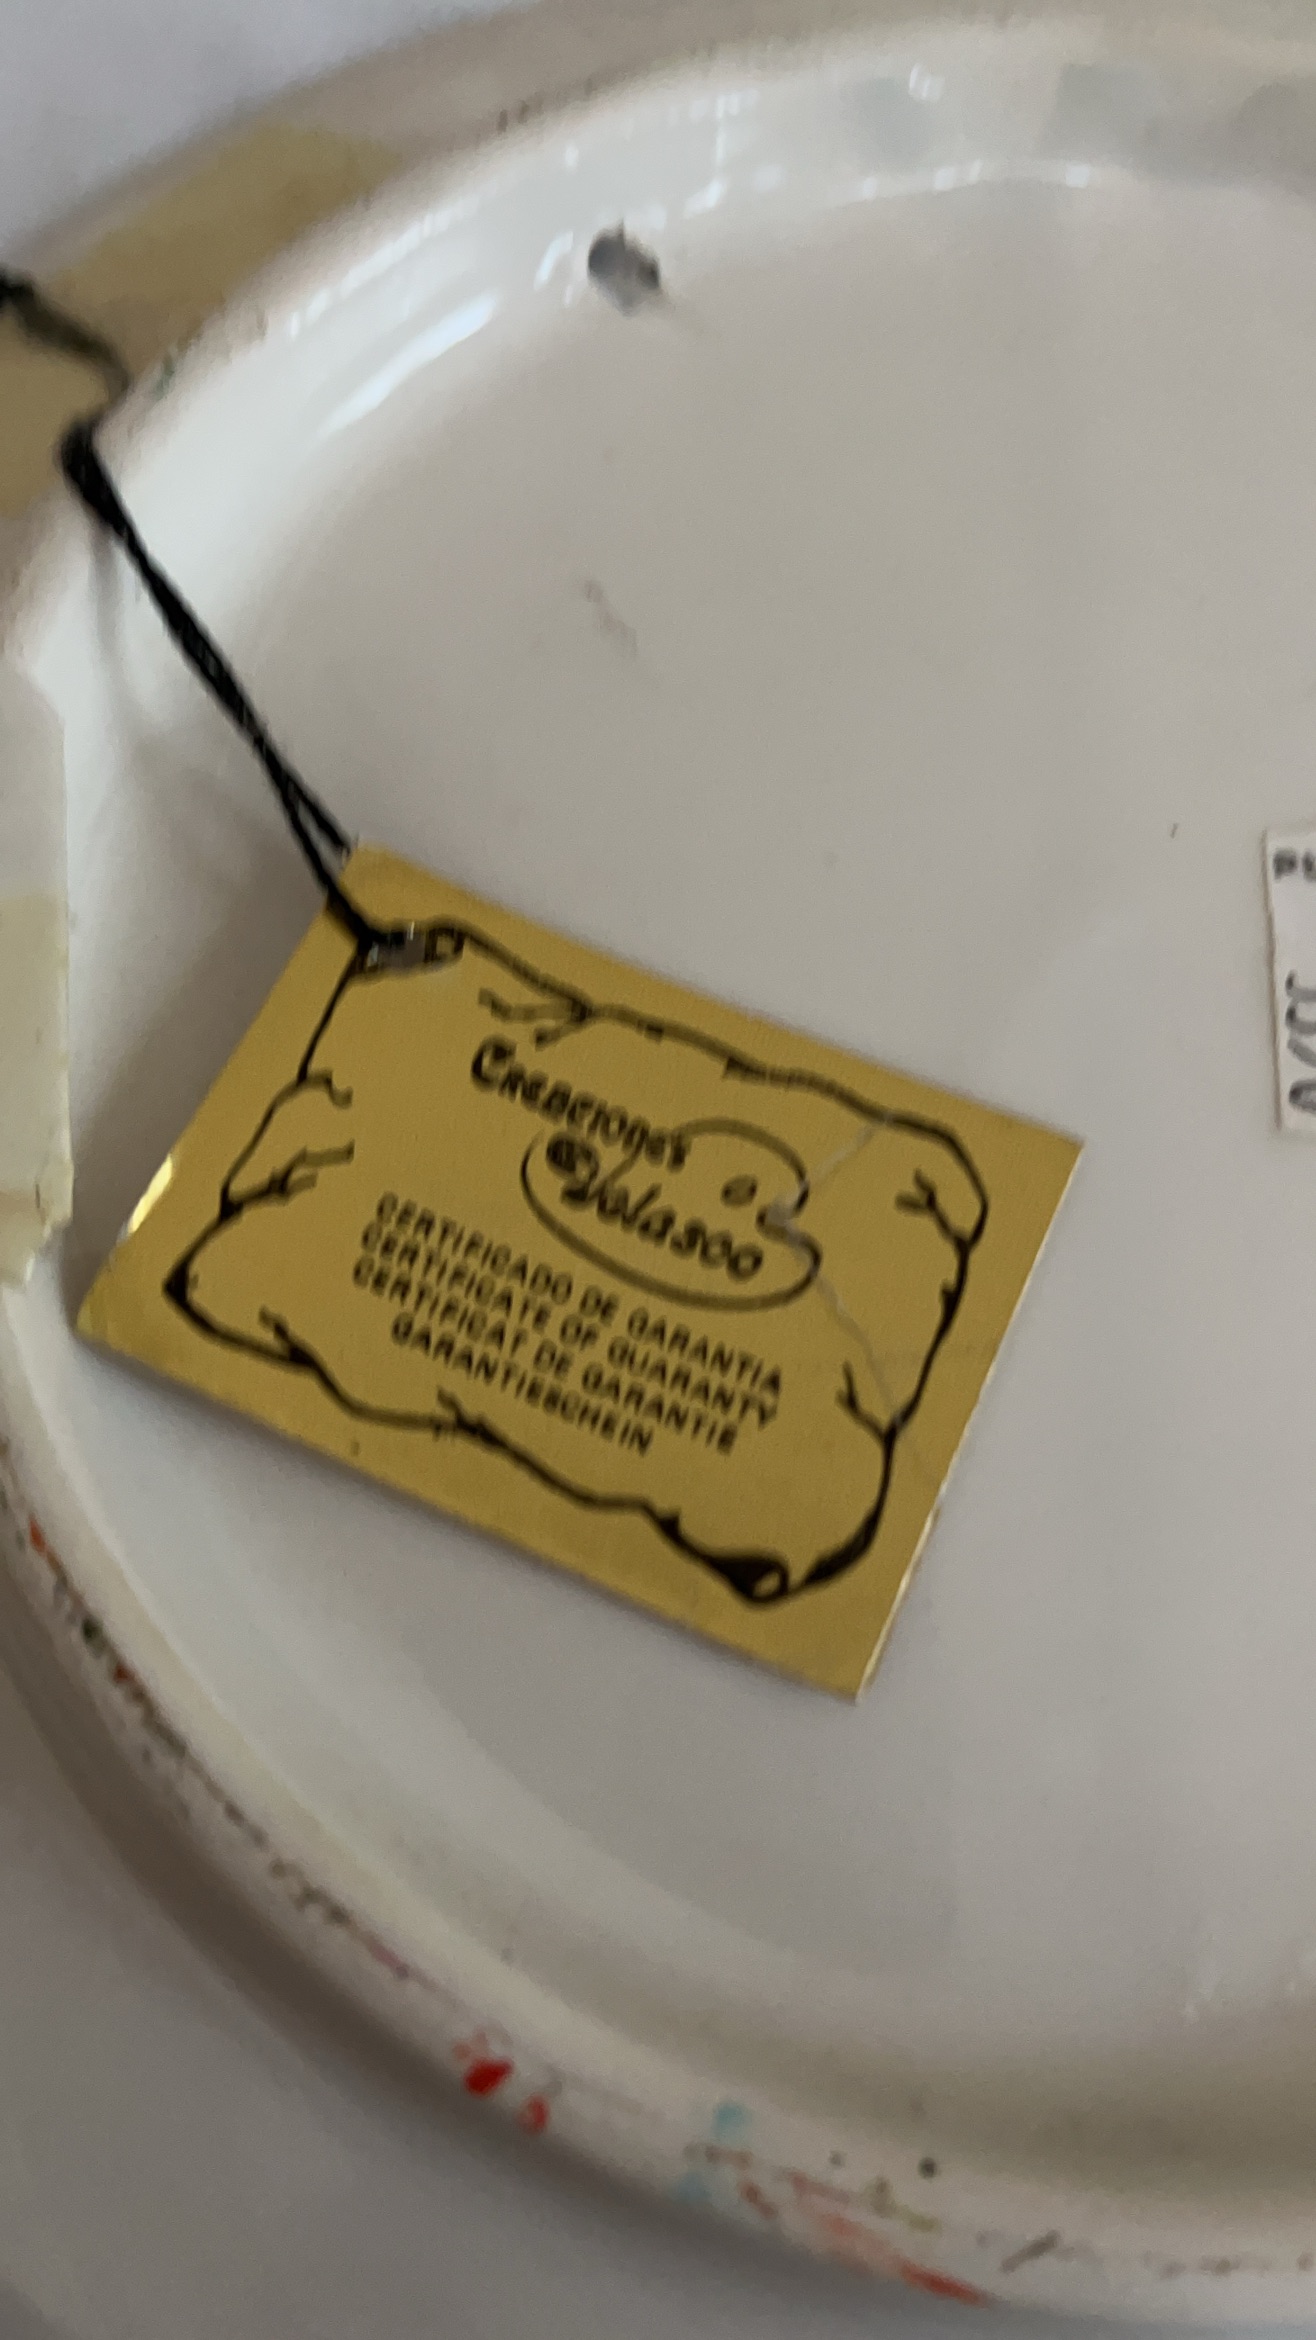 Creaciones
Velasco
CERTIFICADO DE GARANTIA
CERTIFICATE OF GUARANTY
CERTIFICAT DE GARANTIE
GARANTIESCHEIN